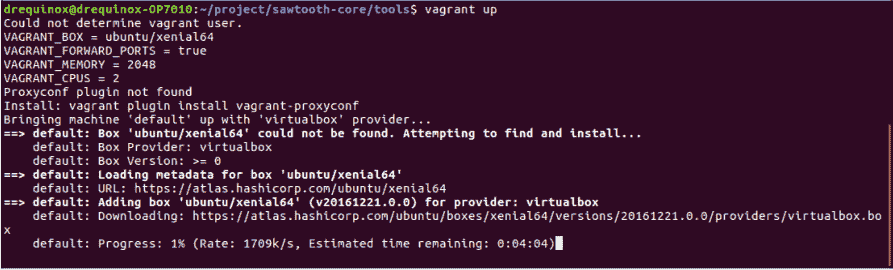 drequinox@drequinox-OP7010:~/project/sawtooth-core/tools$ vagrant up
Could not determine vagrant user.
VAGRANT_BOX = ubuntu/xenial64
VAGRANT_FORWARD_PORTS = true
VAGRANT_MEMORY = 2048
VAGRANT_CPUS = 2
Proxyconf plugin not found
Install: vagrant plugin install vagrant-proxyconf
Bringing machine 'default' up with 'virtualbox' provider...
==> default: Box 'ubuntu/xenial64' could not be found. Attempting to find and install...
    default: Box Provider: virtualbox
    default: Box Version: >= 0
==> default: Loading metadata for box 'ubuntu/xenial64'
    default: URL: https://atlas.hashicorp.com/ubuntu/xenial64
==> default: Adding box 'ubuntu/xenial64' (v20161221.0.0) for provider: virtualbox
    default: Downloading: https://atlas.hashicorp.com/ubuntu/boxes/xenial64/versions/20161221.0.0/providers/virtualbox.bo
x
    default: Progress: 1% (Rate: 1709k/s, Estimated time remaining: 0:04:04)